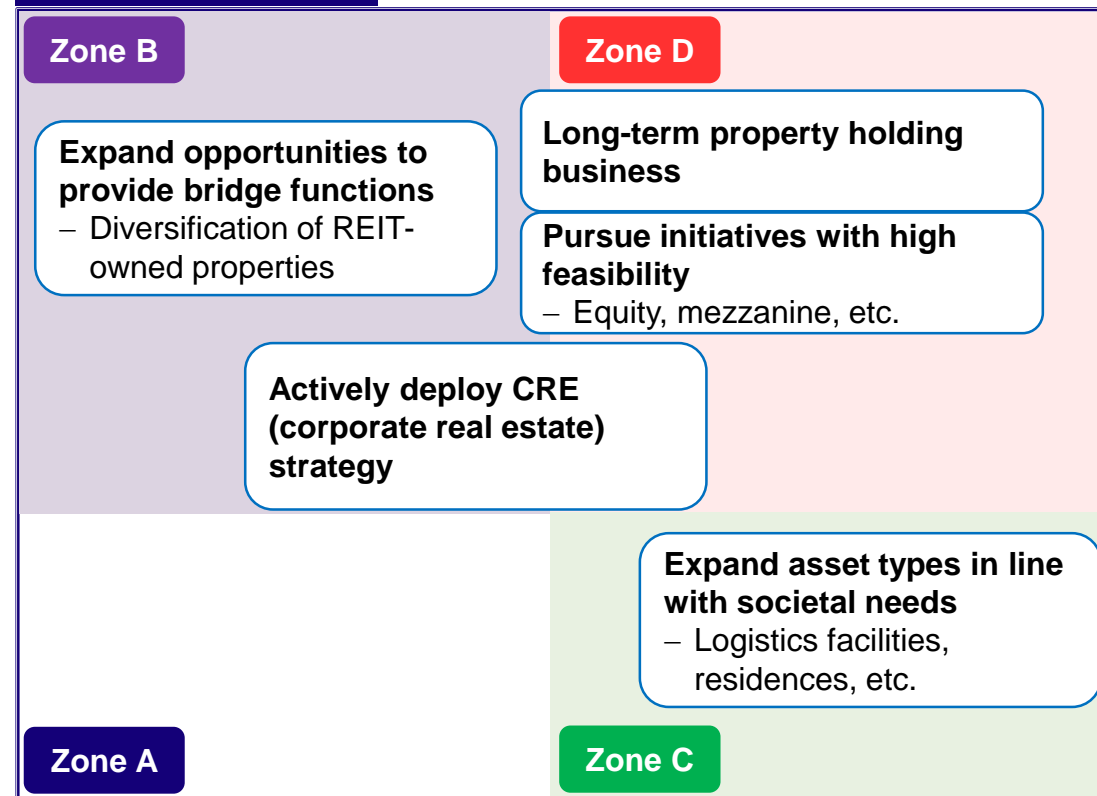 Zone B
Zone D
Expand opportunities to
provide bridge functions
– Diversification of REIT-
owned properties
Long-term property holding
business
Pursue initiatives with high
feasibility
– Equity, mezzanine, etc.
Actively deploy CRE
(corporate real estate)
strategy
Expand asset types in line
with societal needs
– Logistics facilities,
residences, etc.
Zone A
Zone C